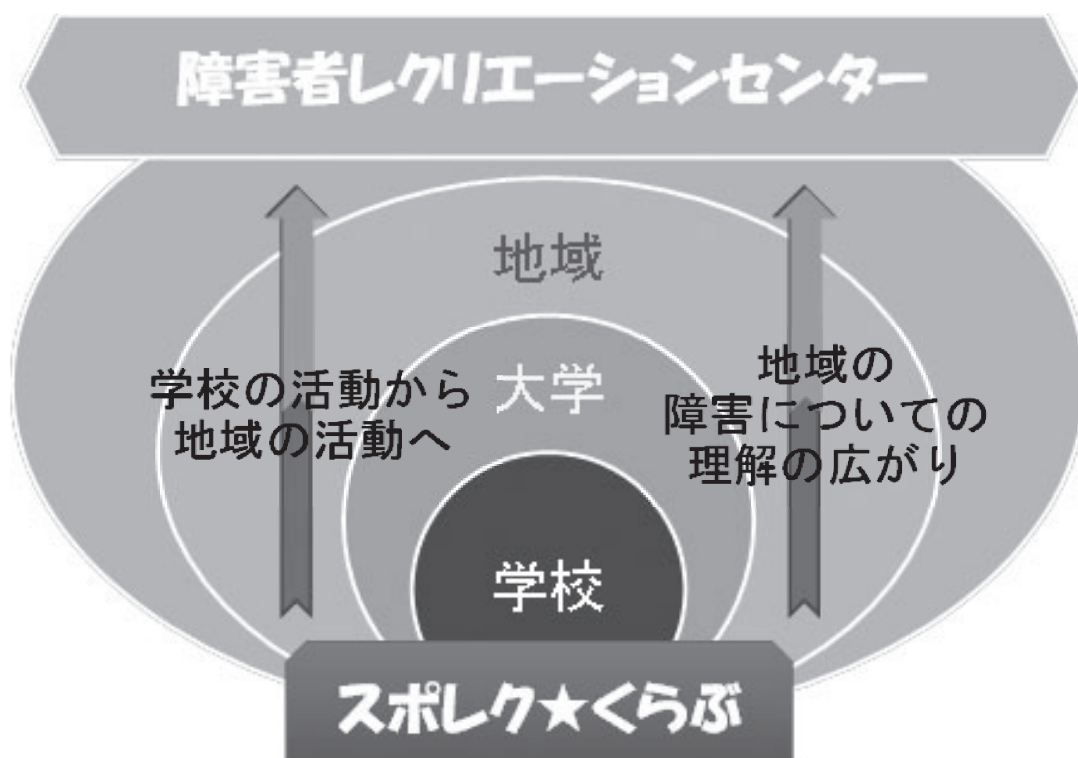 障害者レクリエーションセンター
地域
大学
学校の活動から
地域の活動へ
地域の
障害についての
理解の広がり
学校
スポレク★くらぶ